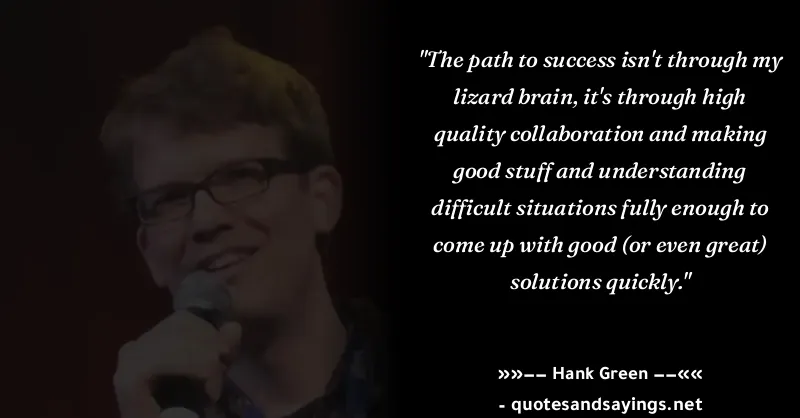 "The path to success isn't through my
lizard brain, it's through high
quality collaboration and making
good stuff and understanding
difficult situations fully enough to
come up with good (or even great)
solutions quickly."
»»–– Hank Green ––««
- quotesandsayings.net